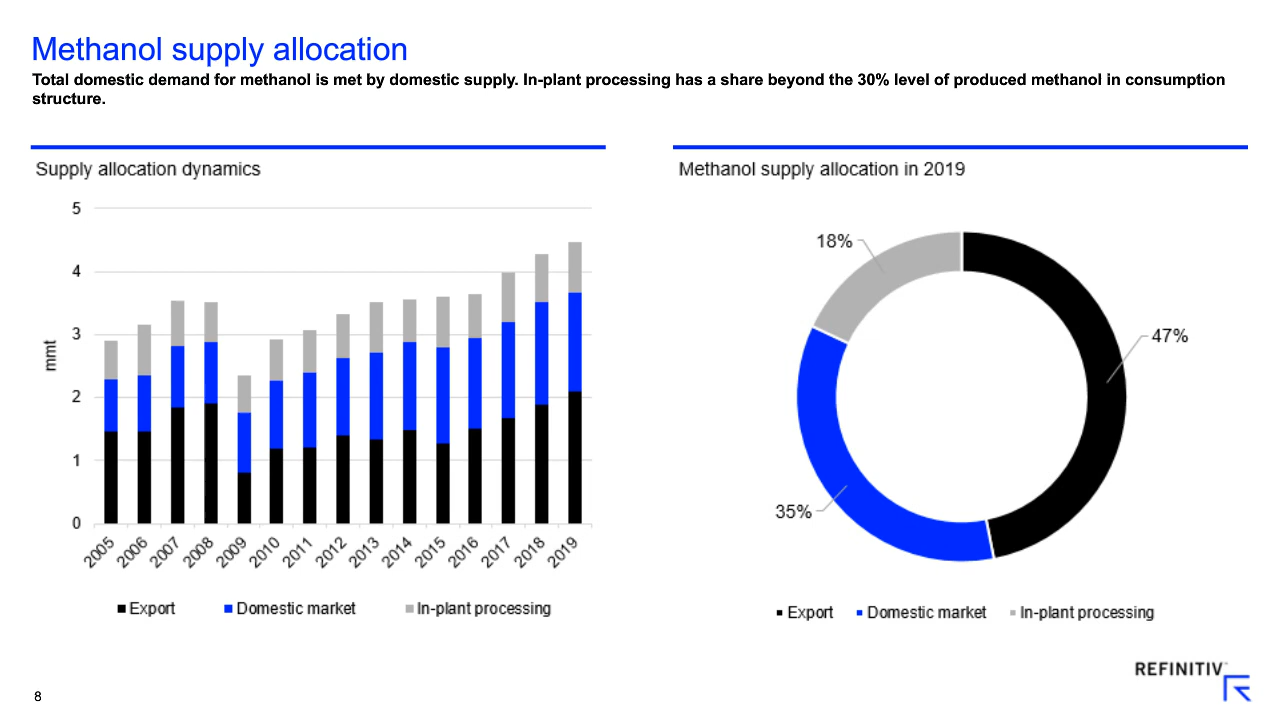 Methanol supply allocation
Total domestic demand for methanol is met by domestic supply. In-plant processing has a share beyond the 30% level of produced methanol in consumption
structure.
Supply allocation dynamics
5
4
3
2
1
0
mmt
2005
2006
2007
2008
2009
2010
2011
2012
2013
2014
2015
2016
2017
2018
2019
Export
Domestic market
In-plant processing
Methanol supply allocation in 2019
18%
47%
35%
Export
Domestic market
In-plant processing
REFINITIV
8